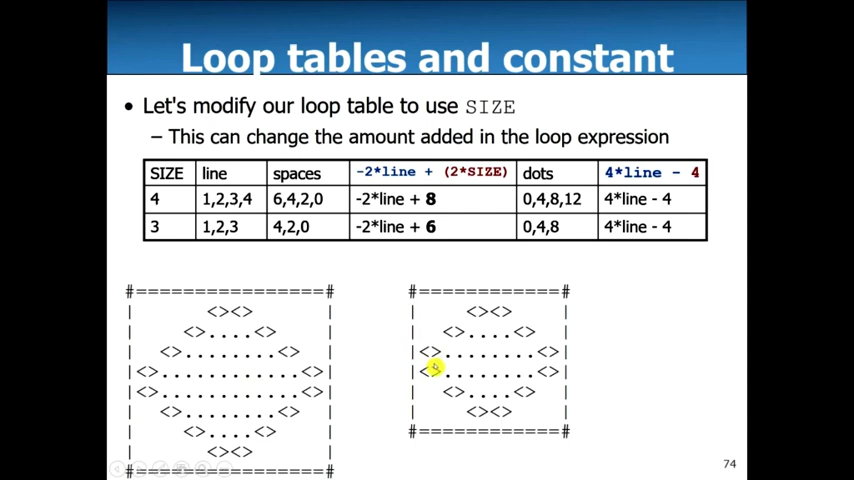 Loop tables and constant
• Let's modify our loop table to use SIZE
– This can change the amount added in the loop expression
SIZE line spaces -2*line + (2*SIZE) dots 4*line - 4
4 1,2,3,4 6,4,2,0 -2*line + 8 0,4,8,12 4*line - 4
3 1,2,3 4,2,0 -2*line + 6 0,4,8 4*line - 4
#================#
|      <><>      |
|    <>....<>    |
|  <>........<>  |
|<>............<>|
|<>............<>|
|  <>........<>  |
|    <>....<>    |
|      <><>      |
#================#
#============#
|    <><>    |
|  <>....<>  |
|<>........<>|
|<>........<>|
|  <>....<>  |
|    <><>    |
#============#
74